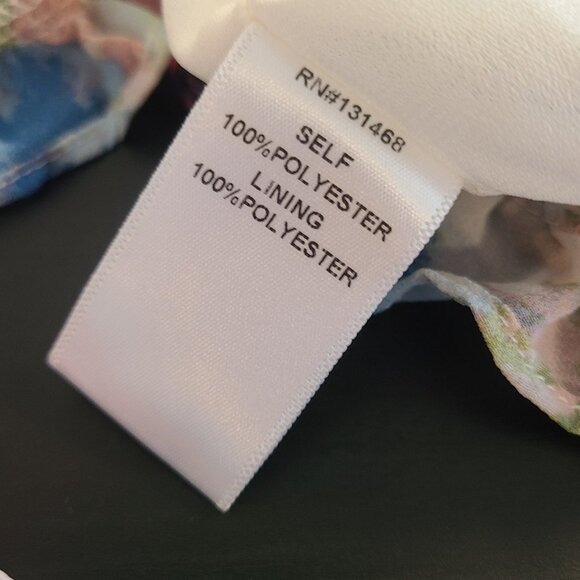 RN#131468
SELF
100%POLYESTER
LINING
100%POLYESTER